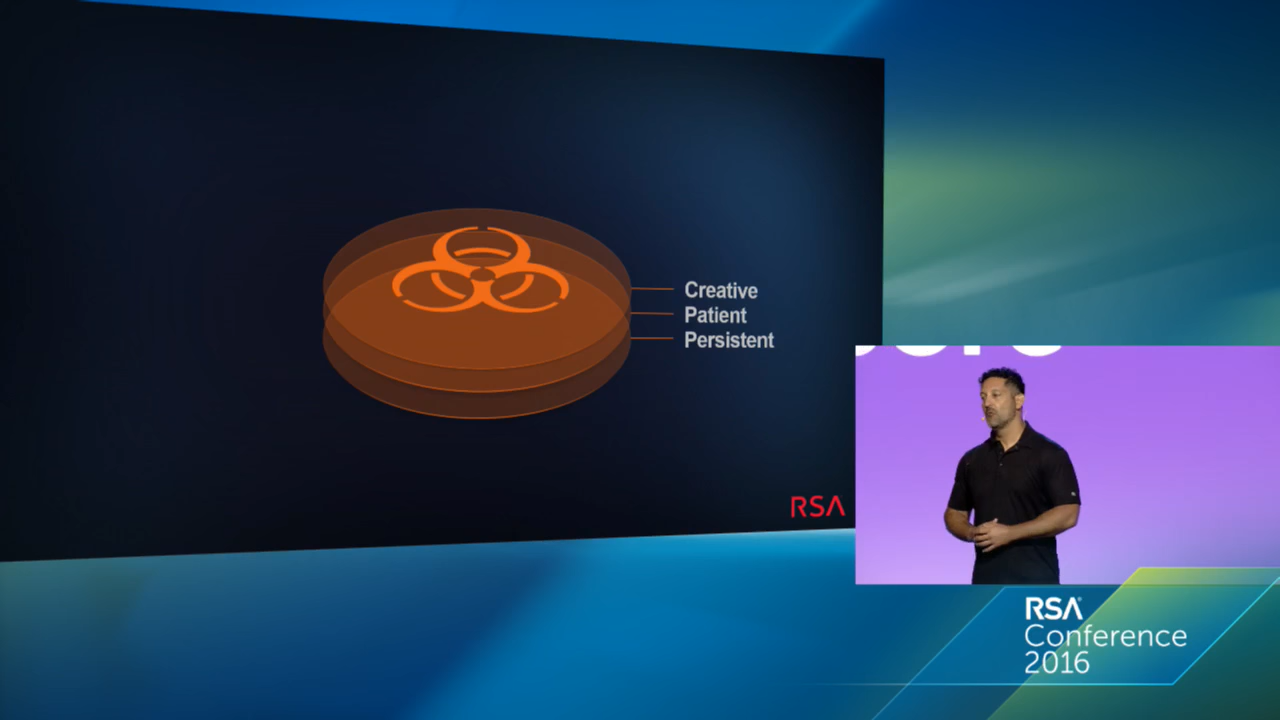 Creative
Patient
Persistent
RSA
RSA
Conference
2016